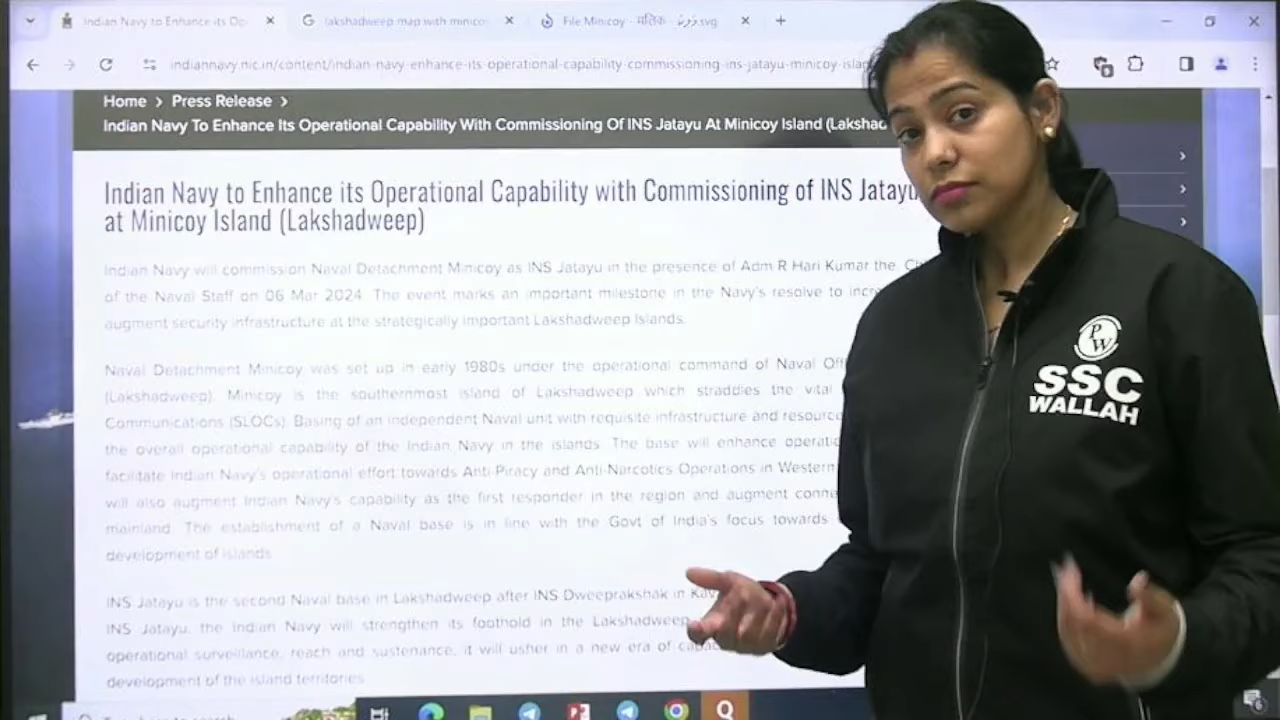 Indian Navy to Enhance its Op
lakshadweep map with minico
File Minicoy - .svg
indiannavy.nic.in/content/indian-navy-enhance-its-operational-capability-commissioning-ins-jatayu-minicoy-islan
Home > Press Release >
Indian Navy To Enhance Its Operational Capability With Commissioning Of INS Jatayu At Minicoy Island (Lakshad
Indian Navy to Enhance its Operational Capability with Commissioning of INS Jatayu
at Minicoy Island (Lakshadweep)
Indian Navy will commission Naval Detachment Minicoy as INS Jatayu in the presence of Adm R Hari Kumar the Ch
of the Naval Staff on 06 Mar 2024. The event marks an important milestone in the Navy's resolve to incre
augment security infrastructure at the strategically important Lakshadweep Islands.
Naval Detachment Minicoy was set up in early 1980s under the operational command of Naval Off
(Lakshadweep). Minicoy is the southernmost island of Lakshadweep which straddles the vital
Communications (SLOCs). Basing of an independent Naval unit with requisite infrastructure and resource
the overall operational capability of the Indian Navy in the islands. The base will enhance operatio
facilitate Indian Navy's operational effort towards Anti-Piracy and Anti-Narcotics Operations in Western
will also augment Indian Navy's capability as the first responder in the region and augment conne
mainland. The establishment of a Naval base is in line with the Govt of India's focus towards
development of islands.
INS Jatayu is the second Naval base in Lakshadweep after INS Dweeprakshak in Kav
INS Jatayu, the Indian Navy will strengthen its foothold in the Lakshadweep
operational surveillance, reach and sustenance, it will usher in a new era of capac
development of the island territories.
PW
SSC
WALLAH